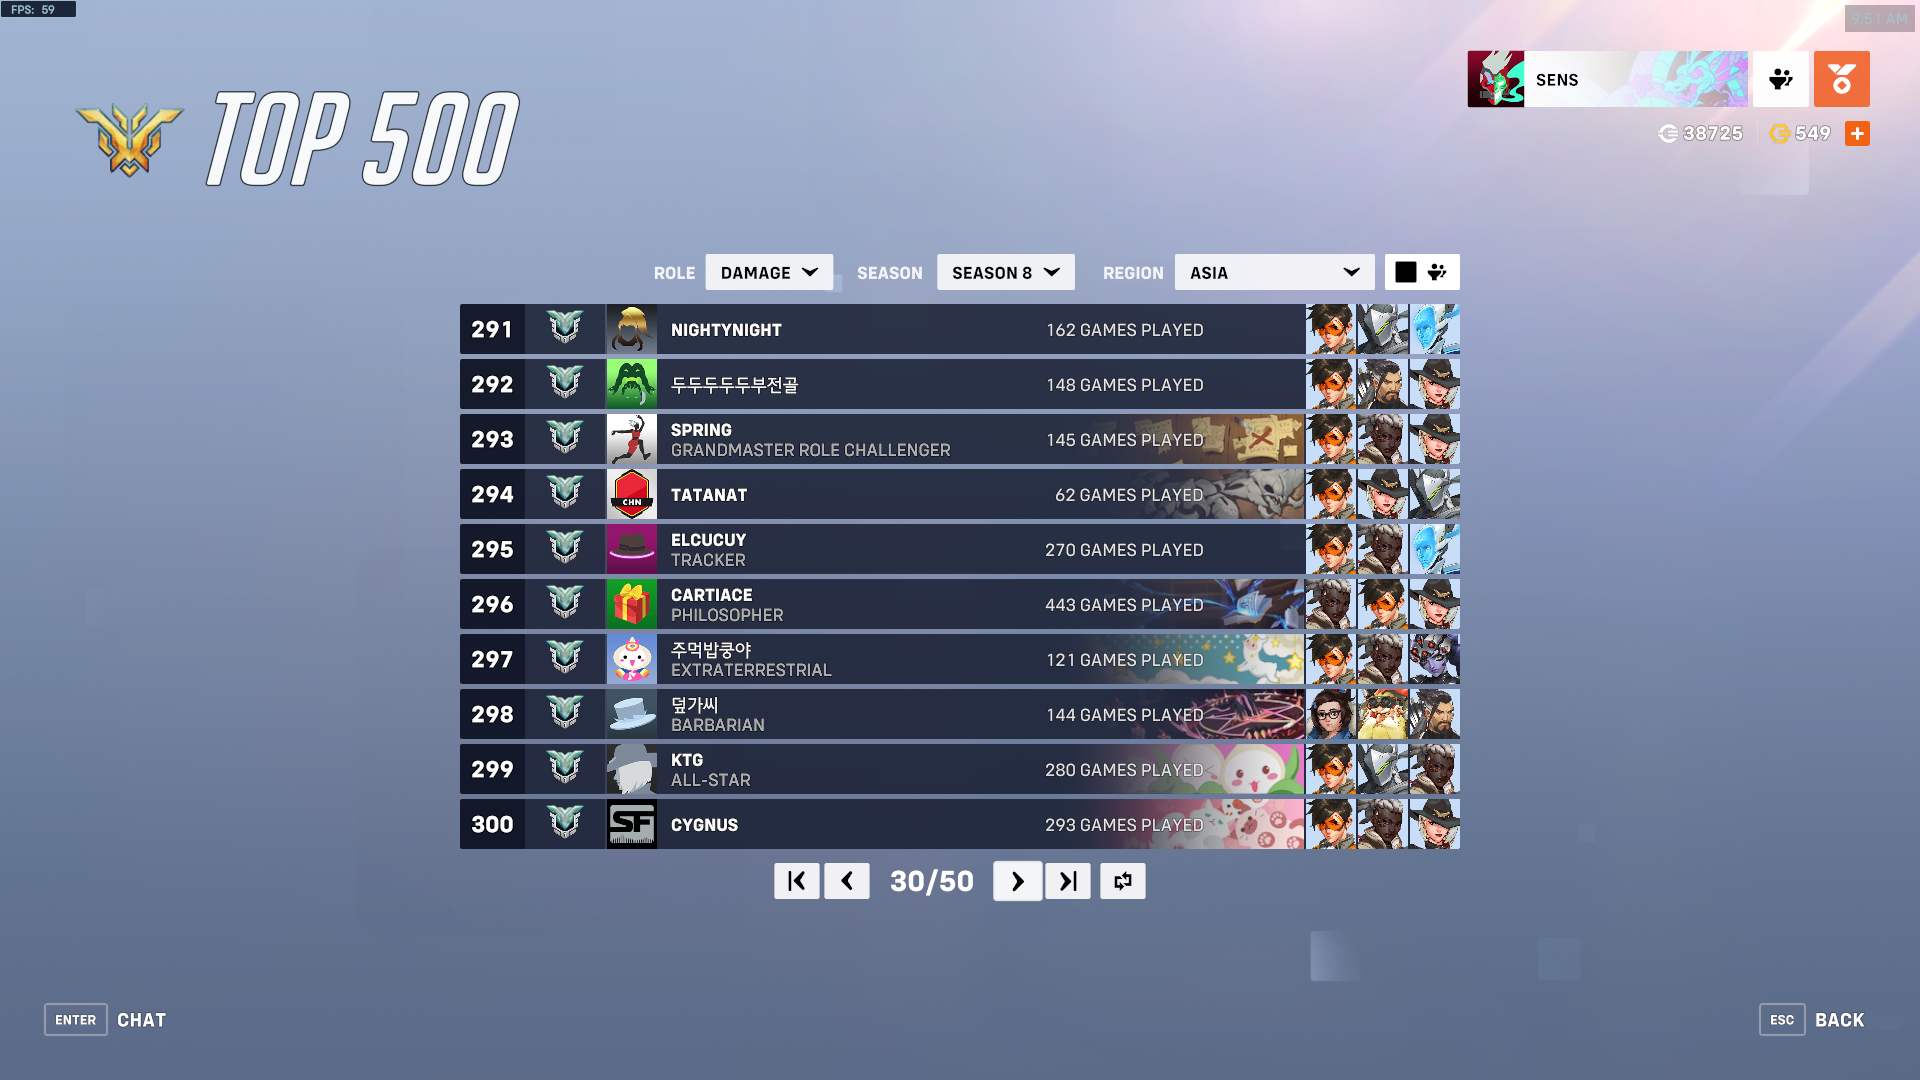 FPS: 59
9:51 AM
TOP 500
SENS
38725
549
ROLE DAMAGE SEASON SEASON 8 REGION ASIA
291 NIGHTYNIGHT 162 GAMES PLAYED
292 두두두두두부전골 148 GAMES PLAYED
293 SPRING 145 GAMES PLAYED
GRANDMASTER ROLE CHALLENGER
294 CHN TATANAT 62 GAMES PLAYED
295 ELCUCUY 270 GAMES PLAYED
TRACKER
296 CARTIACE 443 GAMES PLAYED
PHILOSOPHER
297 주먹밥쿵야 121 GAMES PLAYED
EXTRATERRESTRIAL
298 덮가씨 144 GAMES PLAYED
BARBARIAN
299 KTG 280 GAMES PLAYED
ALL-STAR
300 SF CYGNUS 293 GAMES PLAYED
30/50
ENTER CHAT
ESC BACK